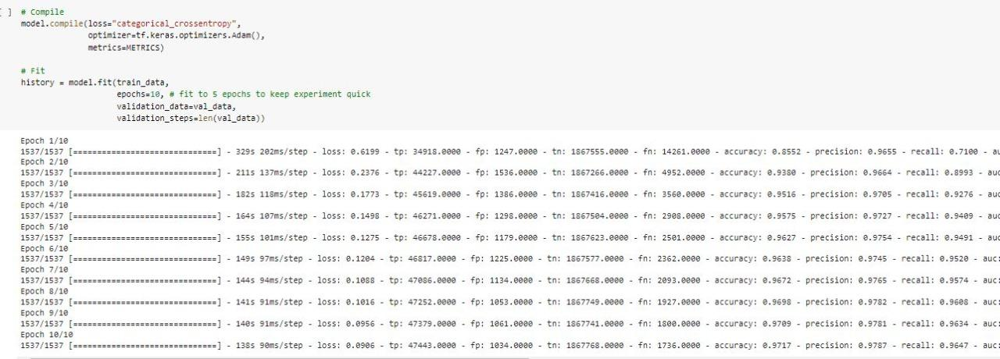 [ ] # Compile
model.compile(loss="categorical_crossentropy",
optimizer=tf.keras.optimizers.Adam(),
metrics=METRICS)
# Fit
history = model.fit(train_data,
epochs=10, # fit to 5 epochs to keep experiment quick
validation_data=val_data,
validation_steps=len(val_data))
Epoch 1/10
1537/1537 [==============================] - 329s 202ms/step - loss: 0.6199 - tp: 34918.0000 - fp: 1247.0000 - tn: 1867555.0000 - fn: 14261.0000 - accuracy: 0.8552 - precision: 0.9655 - recall: 0.7100 - au
Epoch 2/10
1537/1537 [==============================] - 211s 137ms/step - loss: 0.2376 - tp: 44227.0000 - fp: 1536.0000 - tn: 1867266.0000 - fn: 4952.0000 - accuracy: 0.9380 - precision: 0.9664 - recall: 0.8993 - auc
Epoch 3/10
1537/1537 [==============================] - 182s 118ms/step - loss: 0.1773 - tp: 45619.0000 - fp: 1386.0000 - tn: 1867416.0000 - fn: 3560.0000 - accuracy: 0.9516 - precision: 0.9705 - recall: 0.9276 - auc
Epoch 4/10
1537/1537 [==============================] - 164s 107ms/step - loss: 0.1498 - tp: 46271.0000 - fp: 1298.0000 - tn: 1867504.0000 - fn: 2908.0000 - accuracy: 0.9575 - precision: 0.9727 - recall: 0.9409 - auc
Epoch 5/10
1537/1537 [==============================] - 155s 101ms/step - loss: 0.1275 - tp: 46678.0000 - fp: 1179.0000 - tn: 1867623.0000 - fn: 2501.0000 - accuracy: 0.9627 - precision: 0.9754 - recall: 0.9491 - auc
Epoch 6/10
1537/1537 [==============================] - 149s 97ms/step - loss: 0.1204 - tp: 46817.0000 - fp: 1225.0000 - tn: 1867577.0000 - fn: 2362.0000 - accuracy: 0.9638 - precision: 0.9745 - recall: 0.9520 - auc:
Epoch 7/10
1537/1537 [==============================] - 144s 94ms/step - loss: 0.1088 - tp: 47086.0000 - fp: 1134.0000 - tn: 1867668.0000 - fn: 2093.0000 - accuracy: 0.9672 - precision: 0.9765 - recall: 0.9574 - auc:
Epoch 8/10
1537/1537 [==============================] - 141s 91ms/step - loss: 0.1016 - tp: 47252.0000 - fp: 1053.0000 - tn: 1867749.0000 - fn: 1927.0000 - accuracy: 0.9698 - precision: 0.9782 - recall: 0.9608 - auc:
Epoch 9/10
1537/1537 [==============================] - 140s 91ms/step - loss: 0.0956 - tp: 47379.0000 - fp: 1061.0000 - tn: 1867741.0000 - fn: 1800.0000 - accuracy: 0.9709 - precision: 0.9781 - recall: 0.9634 - auc:
Epoch 10/10
1537/1537 [==============================] - 138s 90ms/step - loss: 0.0906 - tp: 47443.0000 - fp: 1034.0000 - tn: 1867768.0000 - fn: 1736.0000 - accuracy: 0.9717 - precision: 0.9787 - recall: 0.9647 - auc: